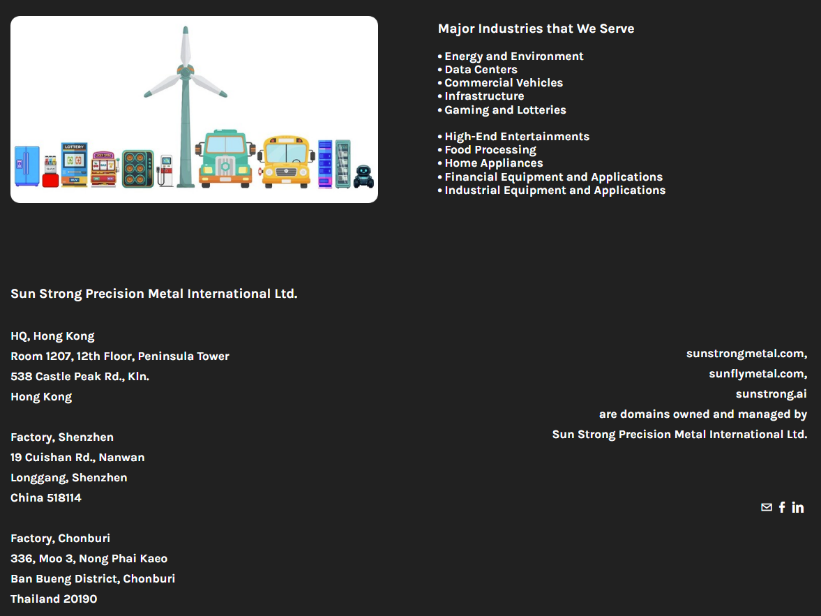 LOTTERY
Major Industries that We Serve
• Energy and Environment
• Data Centers
• Commercial Vehicles
• Infrastructure
• Gaming and Lotteries
• High-End Entertainments
• Food Processing
• Home Appliances
• Financial Equipment and Applications
• Industrial Equipment and Applications
Sun Strong Precision Metal International Ltd.
HQ, Hong Kong
Room 1207, 12th Floor, Peninsula Tower
538 Castle Peak Rd., Kln.
Hong Kong
Factory, Shenzhen
19 Cuishan Rd., Nanwan
Longgang, Shenzhen
China 518114
Factory, Chonburi
336, Moo 3, Nong Phai Kaeo
Ban Bueng District, Chonburi
Thailand 20190
sunstrongmetal.com,
sunflymetal.com,
sunstrong.ai
are domains owned and managed by
Sun Strong Precision Metal International Ltd.